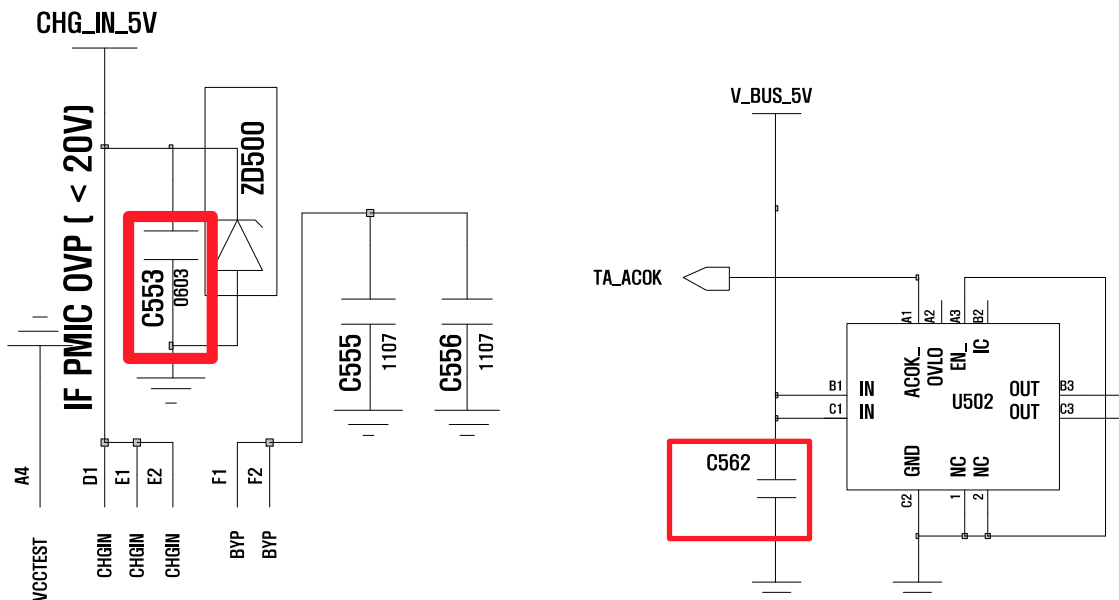 CHG_IN_5V
IF PMIC OVP ( < 20V)
ZD500
C553
0603
C555
1107
C556
1107
A4
D1
E1
E2
F1
F2
VCCTEST
CHGIN
CHGIN
CHGIN
BYP
BYP
V_BUS_5V
TA_ACOK
A1
A2
A3
B2
ACOK_
OVLO
EN_
IC
B1
IN
C1
IN
U502
OUT
B3
OUT
C3
GND
NC
NC
C2
1
2
C562